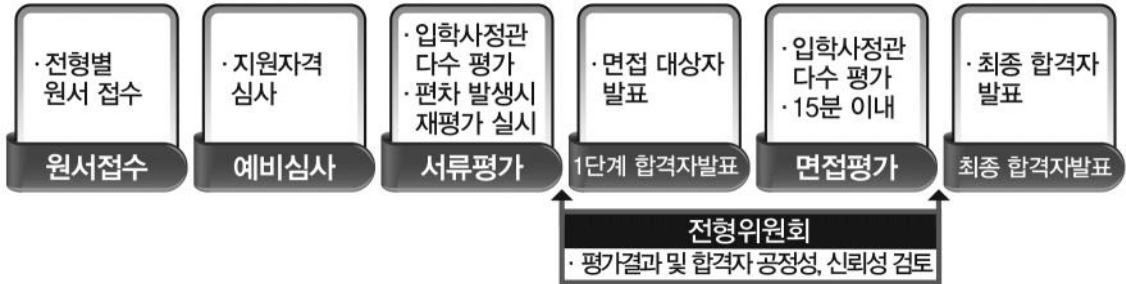 · 전형별
원서 접수
원서접수
· 지원자격
심사
예비심사
· 입학사정관
다수 평가
· 편차 발생시
재평가 실시
서류평가
· 면접 대상자
발표
1단계 합격자발표
· 입학사정관
다수 평가
· 15분 이내
면접평가
· 최종 합격자
발표
최종 합격자발표
전형위원회
· 평가결과 및 합격자 공정성, 신뢰성 검토